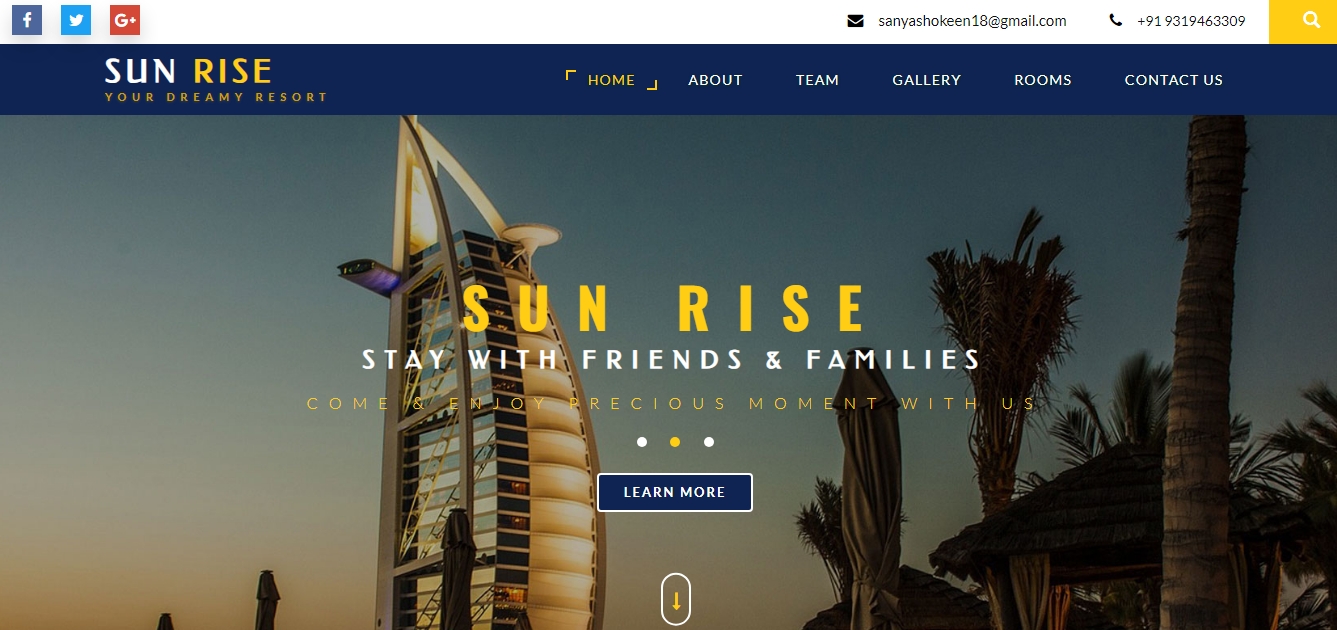 f G+ sanyashokeen18@gmail.com +91 9319463309
SUN RISE
YOUR DREAMY RESORT
HOME ABOUT TEAM GALLERY ROOMS CONTACT US
SUN RISE
STAY WITH FRIENDS & FAMILIES
COME & ENJOY PRECIOUS MOMENT WITH US
LEARN MORE